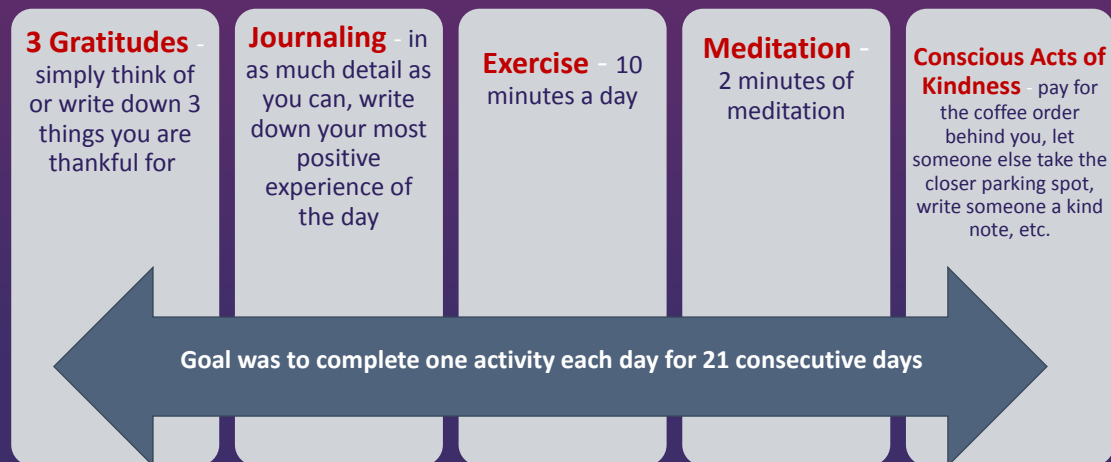 3 Gratitudes -
simply think of
or write down 3
things you are
thankful for
Journaling - in
as much detail as
you can, write
down your most
positive
experience of
the day
Exercise - 10
minutes a day
Meditation -
2 minutes of
meditation
Conscious Acts of
Kindness - pay for
the coffee order
behind you, let
someone else take the
closer parking spot,
write someone a kind
note, etc.
Goal was to complete one activity each day for 21 consecutive days